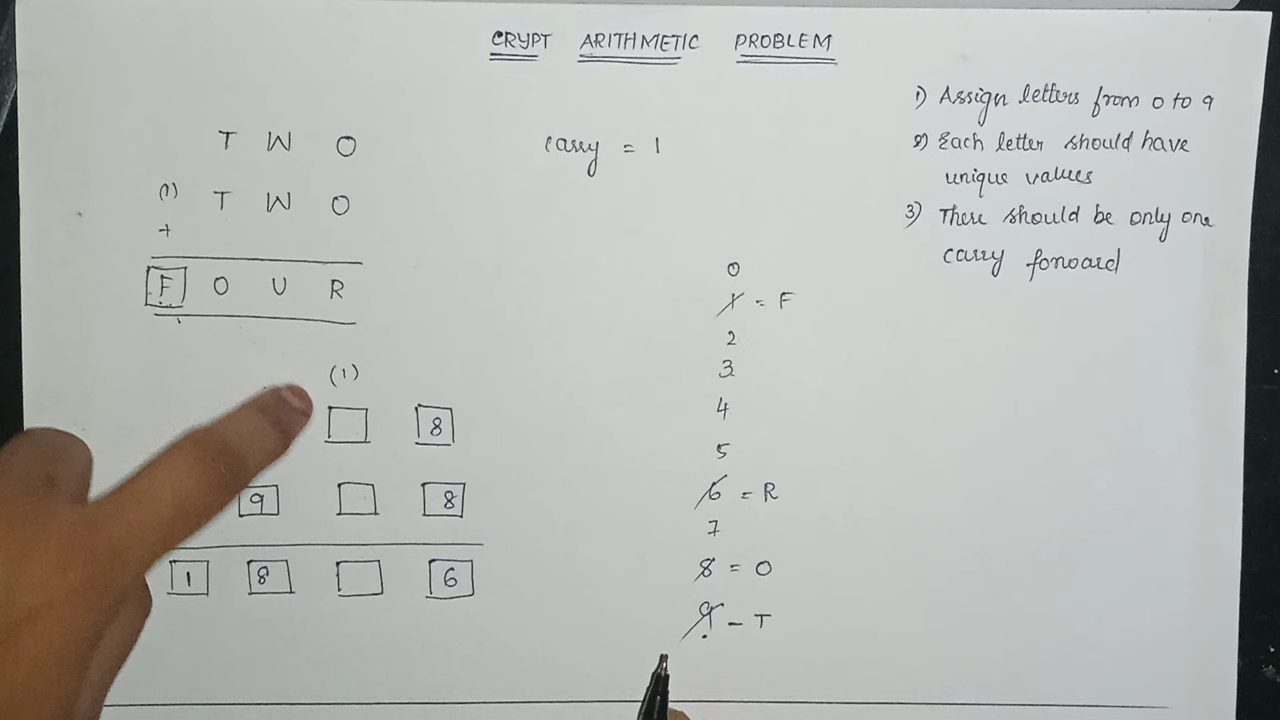 CRYPT ARITHMETIC PROBLEM
T W O
(1) T W O
+
F O U R
carry = 1
1) Assign letters from 0 to 9
2) Each letter should have
unique values
3) There should be only one
carry forward
(1)
8
9 8
1 8 6
0
1 = F
2
3
4
5
6 = R
7
8 = O
9 - T